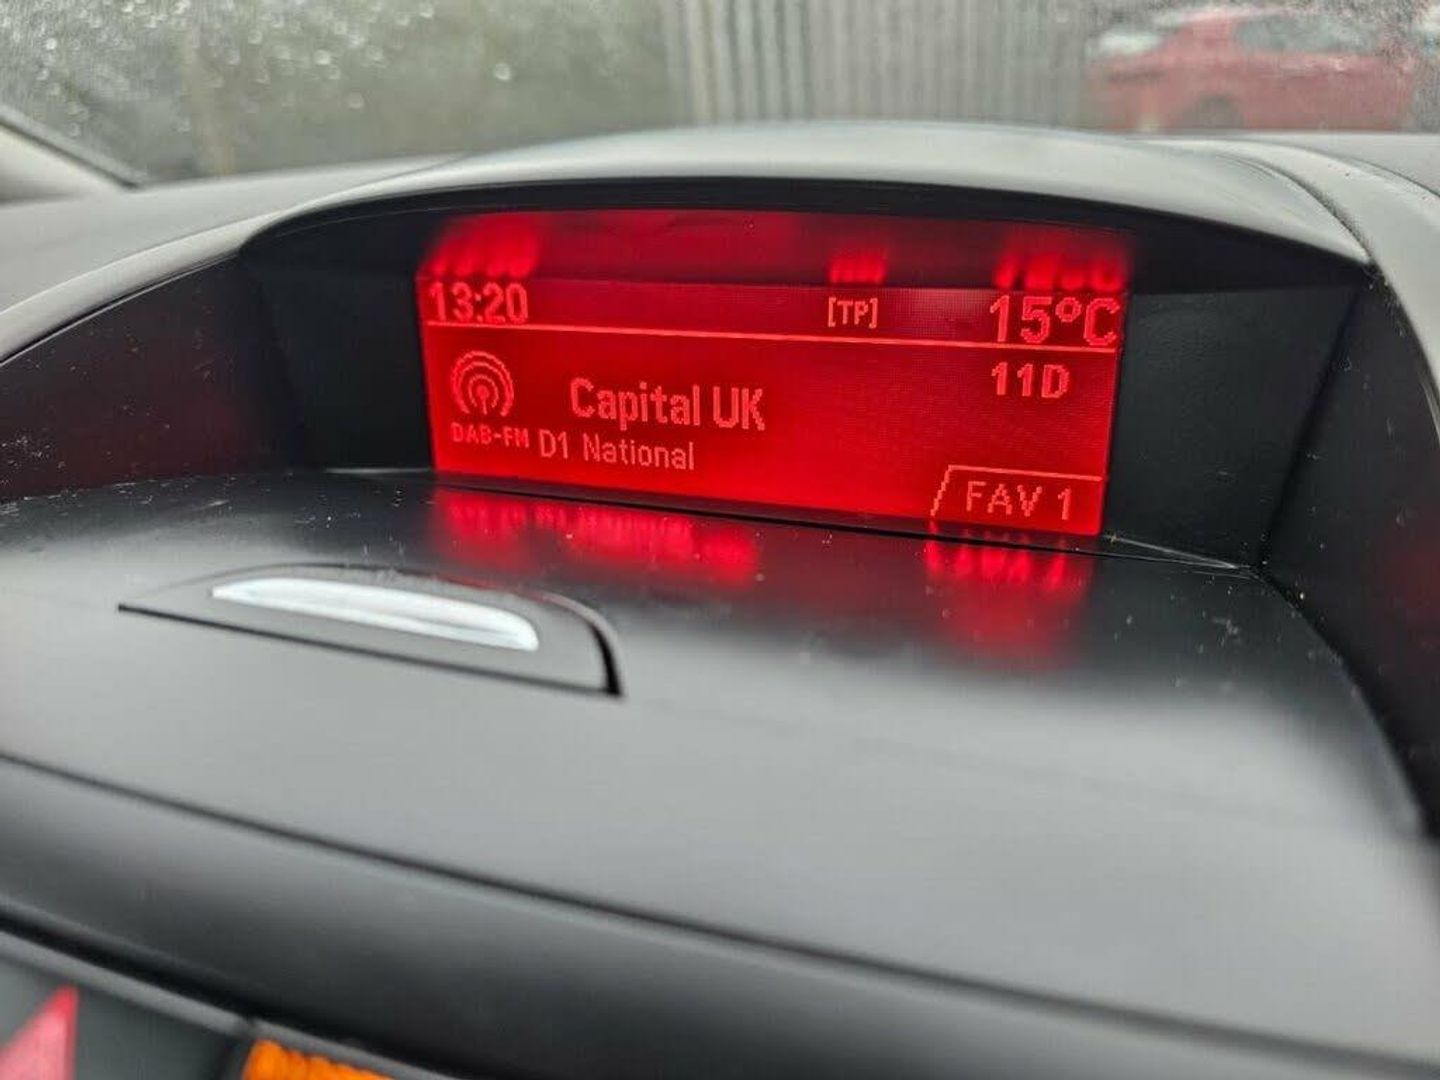 13:20 [TP] 15°C
11D
Capital UK
DAB-FM D1 National
FAV 1